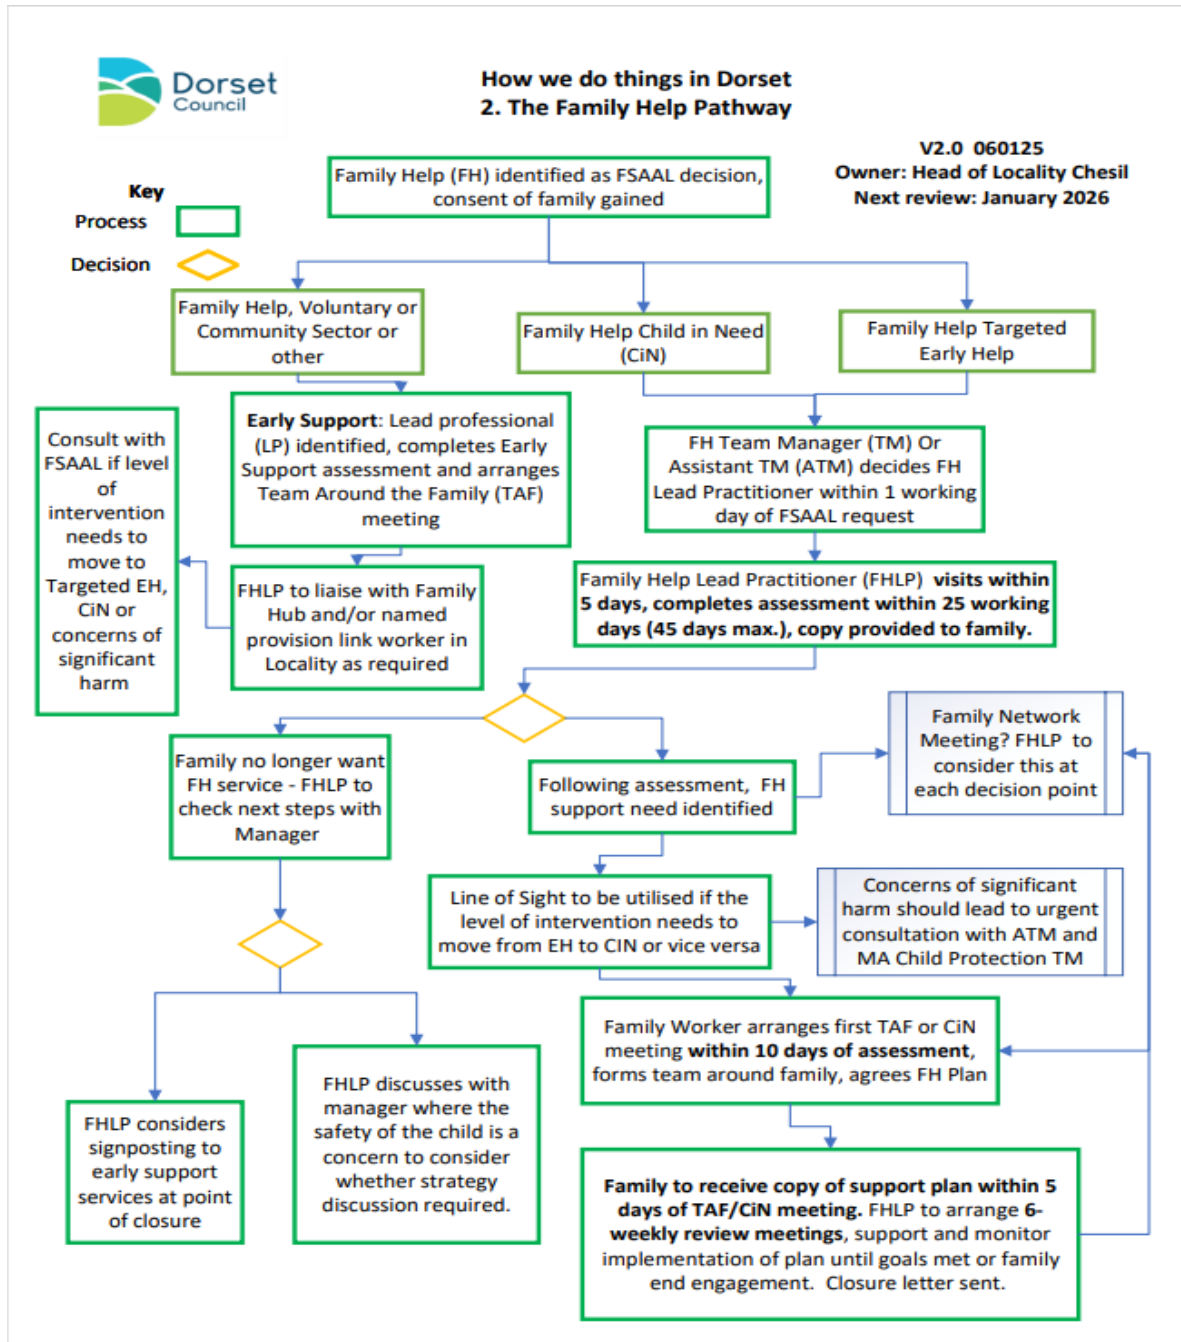 Dorset
Council
How we do things in Dorset
2. The Family Help Pathway
V2.0 060125
Owner: Head of Locality Chesil
Next review: January 2026
Key
Process
Decision
Family Help (FH) identified as FSAAL decision,
consent of family gained
Family Help, Voluntary or
Community Sector or
other
Family Help Child in Need
(CiN)
Family Help Targeted
Early Help
Consult with
FSAAL if level
of
intervention
needs to
move to
Targeted EH,
CiN or
concerns of
significant
harm
Early Support: Lead professional
(LP) identified, completes Early
Support assessment and arranges
Team Around the Family (TAF)
meeting
FH Team Manager (TM) Or
Assistant TM (ATM) decides FH
Lead Practitioner within 1 working
day of FSAAL request
FHLP to liaise with Family
Hub and/or named
provision link worker in
Locality as required
Family Help Lead Practitioner (FHLP) visits within
5 days, completes assessment within 25 working
days (45 days max.), copy provided to family.
Family no longer want
FH service - FHLP to
check next steps with
Manager
Following assessment, FH
support need identified
Family Network
Meeting? FHLP to
consider this at
each decision point
Line of Sight to be utilised if the
level of intervention needs to
move from EH to CIN or vice versa
Concerns of significant
harm should lead to urgent
consultation with ATM and
MA Child Protection TM
Family Worker arranges first TAF or CiN
meeting within 10 days of assessment,
forms team around family, agrees FH Plan
FHLP considers
signposting to
early support
services at point
of closure
FHLP discusses with
manager where the
safety of the child is a
concern to consider
whether strategy
discussion required.
Family to receive copy of support plan within 5
days of TAF/CiN meeting. FHLP to arrange 6-
weekly review meetings, support and monitor
implementation of plan until goals met or family
end engagement. Closure letter sent.